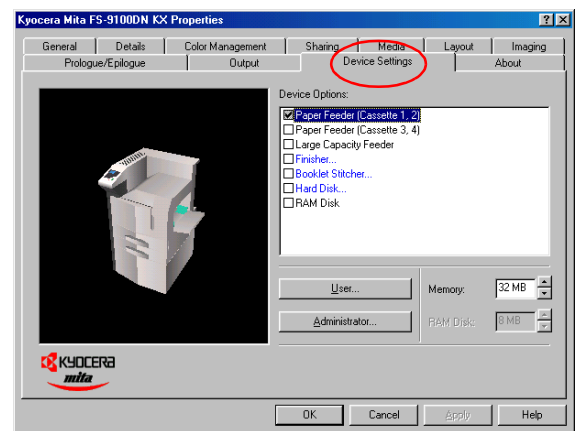 Kyocera Mita FS-9100DN KX Properties
General Details Color Management Sharing Media Layout Imaging
Prologue/Epilogue Output Device Settings About
Device Options:
Paper Feeder (Cassette 1, 2)
Paper Feeder (Cassette 3, 4)
Large Capacity Feeder
Finisher...
Booklet Stitcher...
Hard Disk...
RAM Disk
User... Memory: 32 MB
Administrator... RAM Disk: 8 MB
KYOCERA
mita
OK Cancel Apply Help